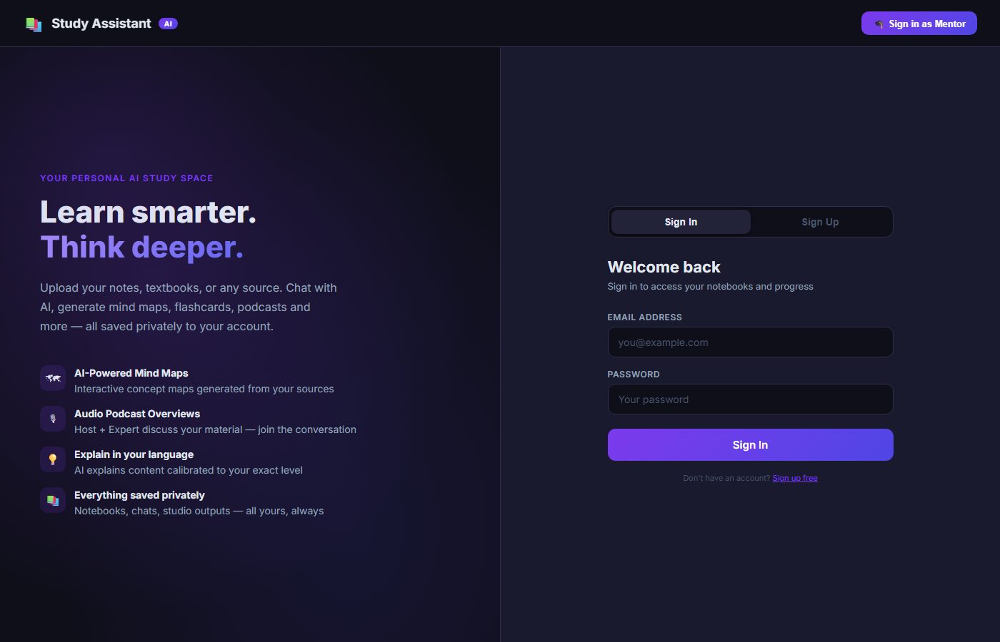 Study Assistant AI
Sign in as Mentor
YOUR PERSONAL AI STUDY SPACE
Learn smarter.
Think deeper.
Upload your notes, textbooks, or any source. Chat with
AI, generate mind maps, flashcards, podcasts and
more — all saved privately to your account.
AI-Powered Mind Maps
Interactive concept maps generated from your sources
Audio Podcast Overviews
Host + Expert discuss your material — join the conversation
Explain in your language
AI explains content calibrated to your exact level
Everything saved privately
Notebooks, chats, studio outputs — all yours, always
Sign In
Sign Up
Welcome back
Sign in to access your notebooks and progress
EMAIL ADDRESS
you@example.com
PASSWORD
Your password
Sign In
Don't have an account? Sign up free